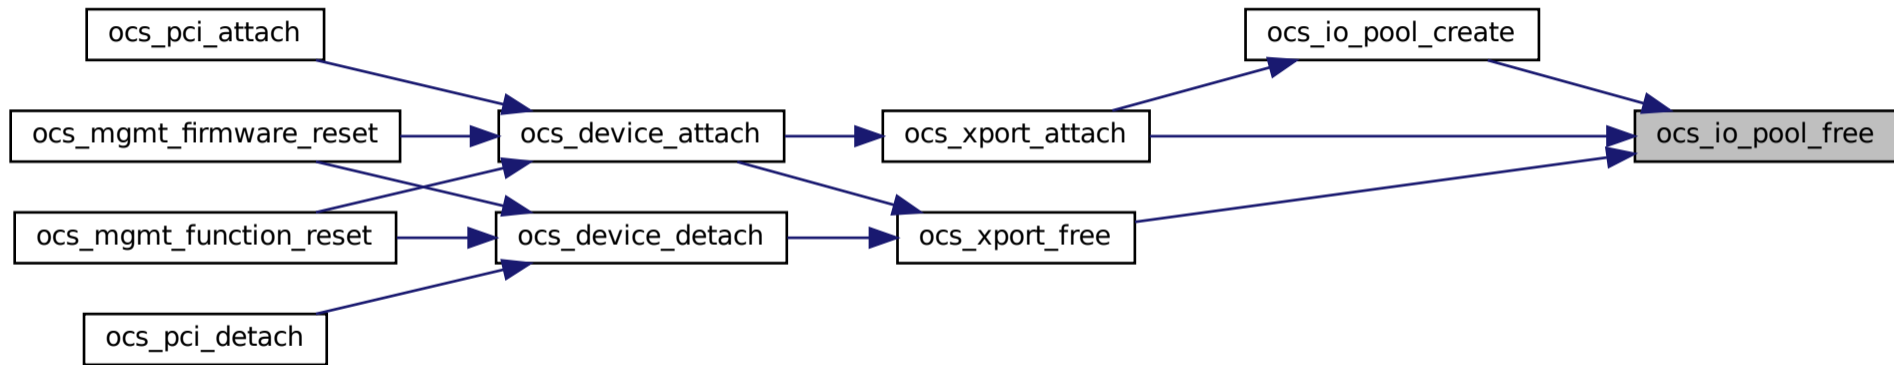 ocs_pci_attach
ocs_io_pool_create
ocs_mgmt_firmware_reset
ocs_device_attach
ocs_xport_attach
ocs_io_pool_free
ocs_mgmt_function_reset
ocs_device_detach
ocs_xport_free
ocs_pci_detach